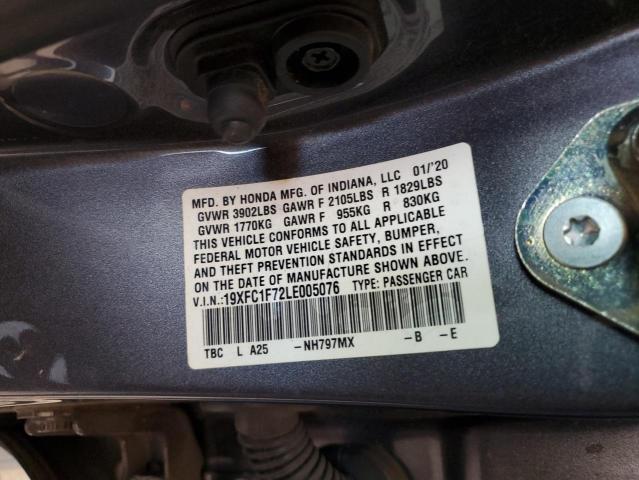 MFD. BY HONDA MFG. OF INDIANA, LLC 01/'20
GVWR 3902LBS GAWR F 2105LBS R 1829LBS
GVWR 1770KG GAWR F 955KG R 830KG
THIS VEHICLE CONFORMS TO ALL APPLICABLE
FEDERAL MOTOR VEHICLE SAFETY, BUMPER,
AND THEFT PREVENTION STANDARDS IN EFFECT
ON THE DATE OF MANUFACTURE SHOWN ABOVE.
V.I.N.:19XFC1F72LE005076 TYPE: PASSENGER CAR
TBC L A25 -NH797MX -B -E